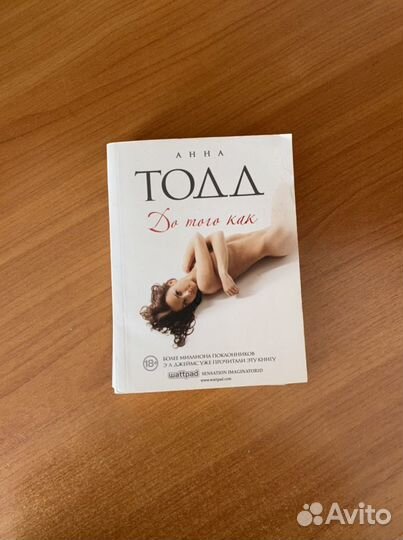 АННА
ТОДД
До того как
18+
БОЛЕЕ МИЛЛИОНА ПОКЛОННИКОВ
Э Л ДЖЕЙМС УЖЕ ПРОЧИТАЛИ ЭТУ КНИГУ
wattpad SENSATION IMAGINATOR1D
www.wattpad.com
Avito